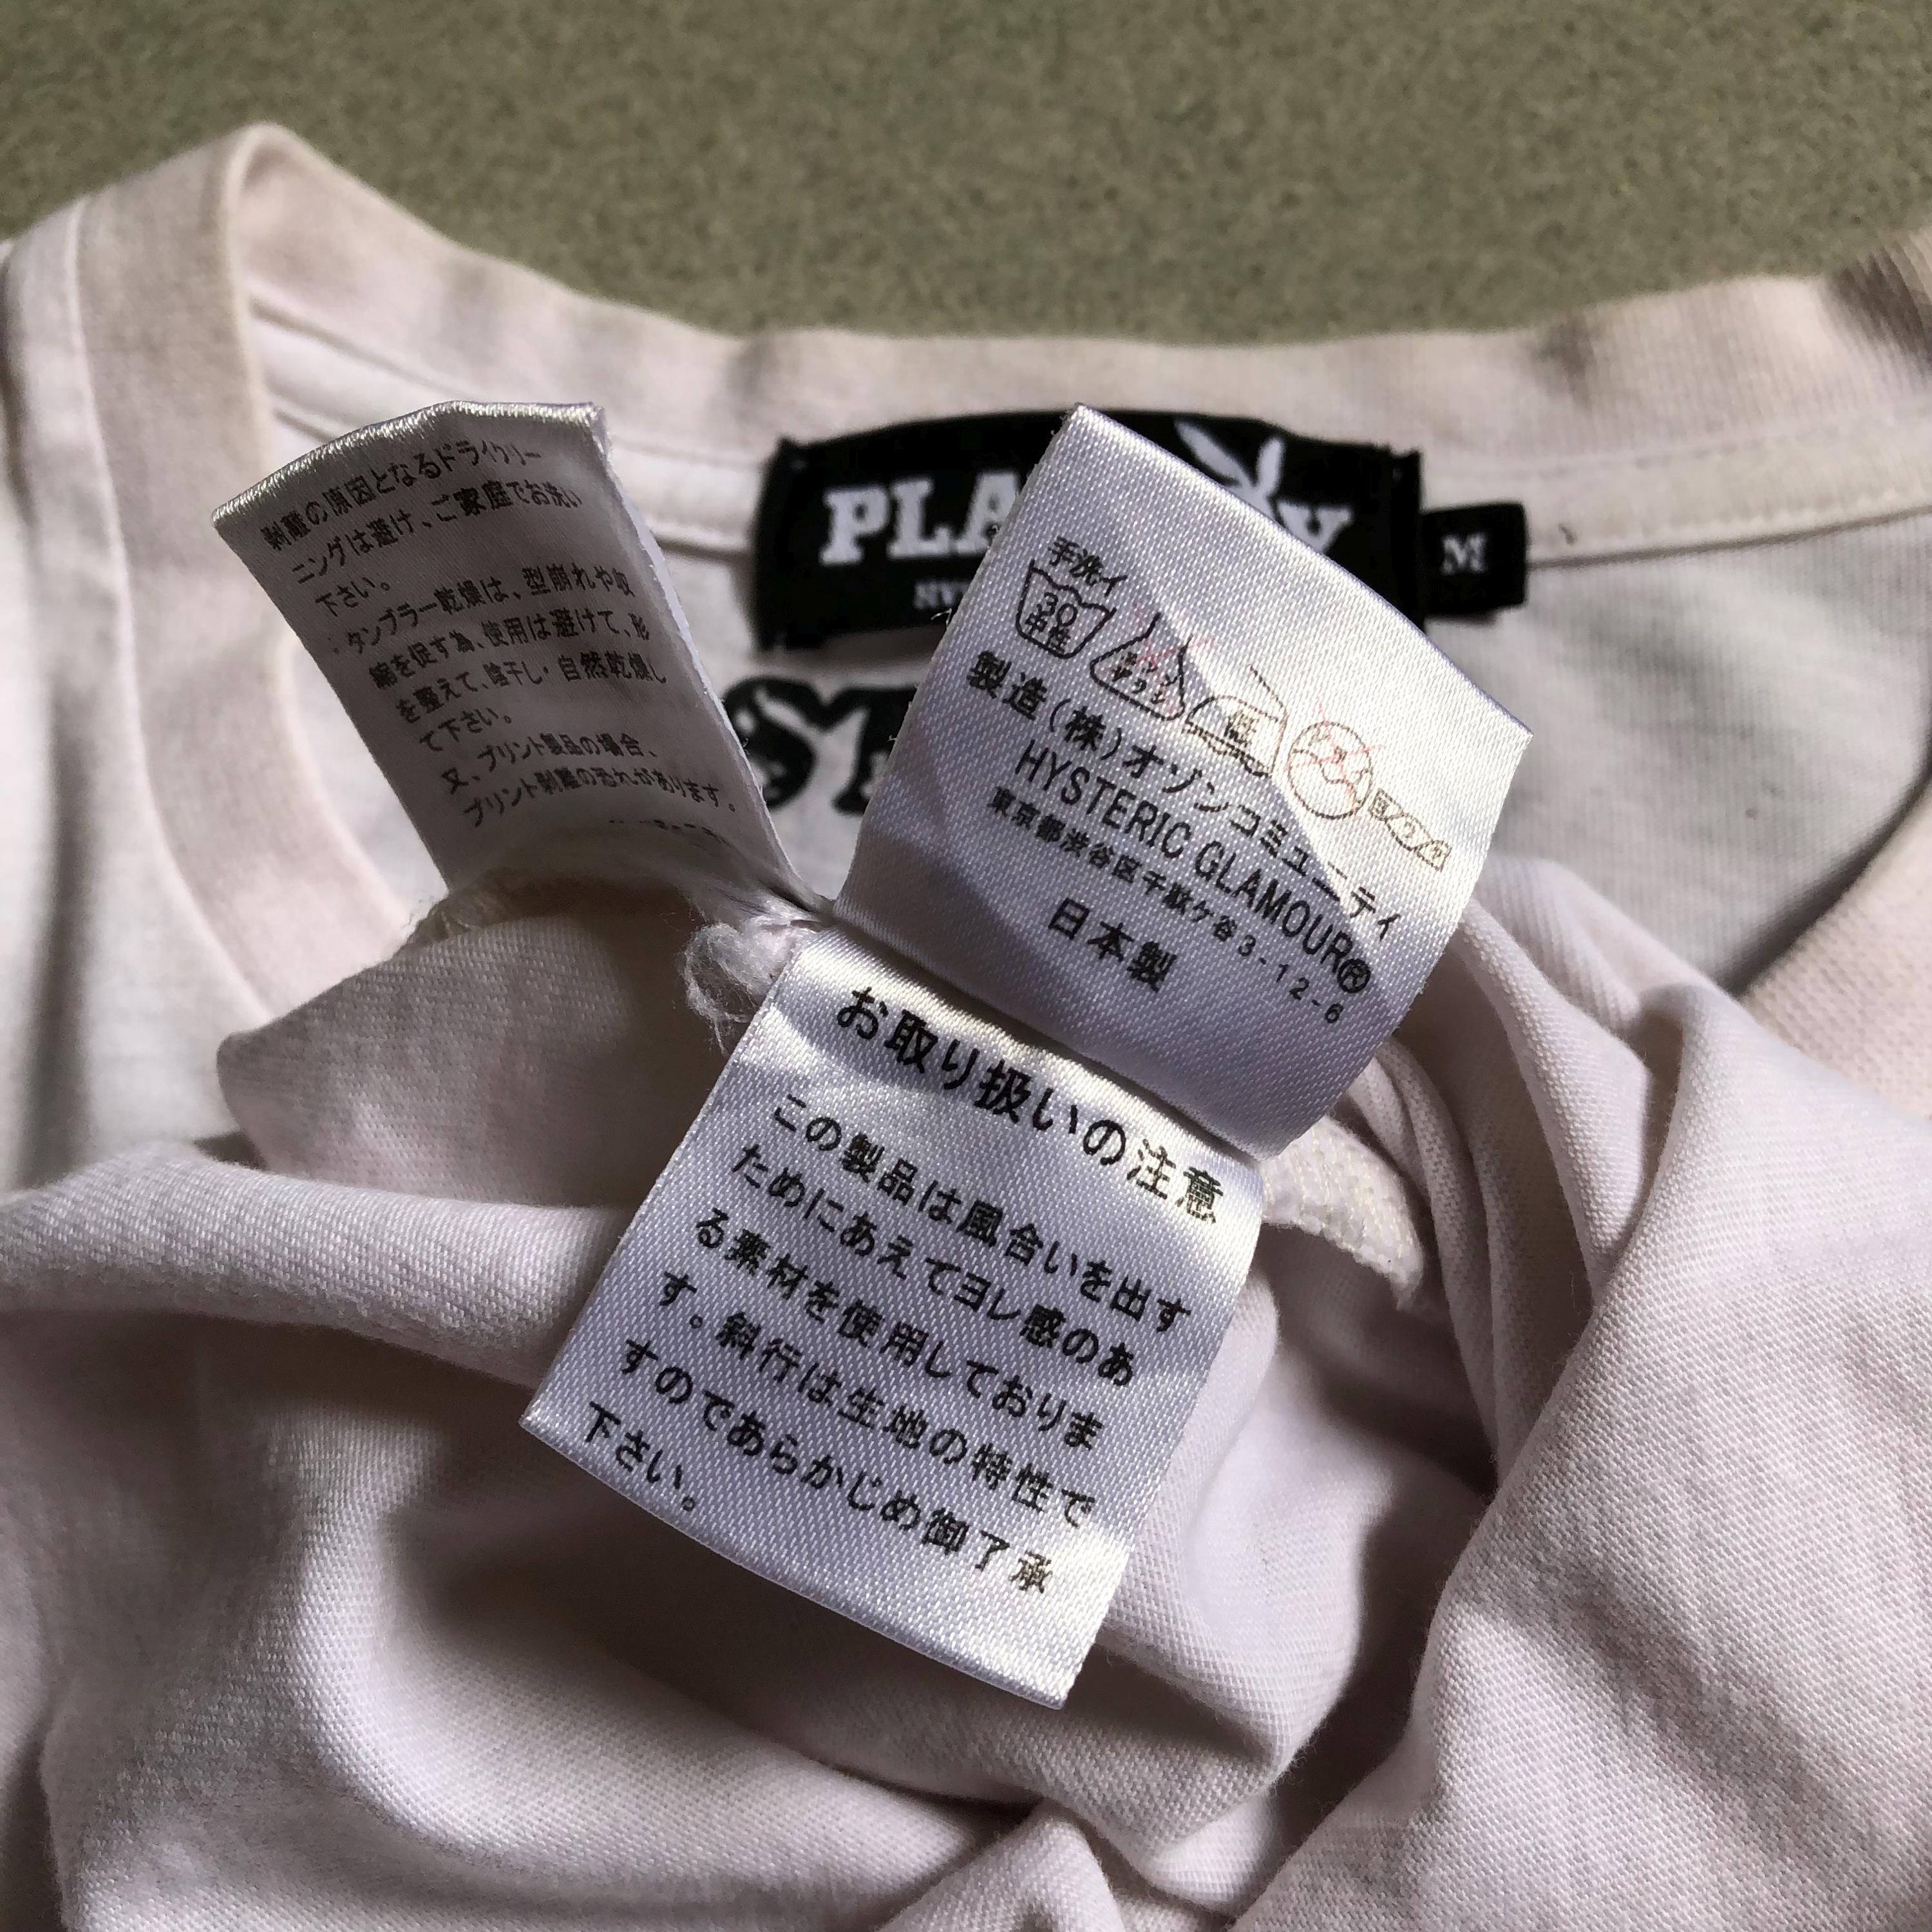 剥離の原因となるドライクリー
ニングは避け、ご家庭でお洗い
下さい。
・タンブラー乾燥は、型崩れや収
縮を促す為、使用は避けて、形
を整えて、陰干し・自然乾燥し
て下さい。
又、プリント製品の場合、
プリント剥離の恐れがあります。
M
手洗イ
30
中性
製造(株)オゾンコミュニティ
HYSTERIC GLAMOUR®
東京都渋谷区千駄ケ谷3-12-6
日本製
お取り扱いの注意
この製品は風合いを出す
ためにあえてヨレ感のあ
る素材を使用しておりま
す。斜行は生地の特性で
すのであらかじめ御了承
下さい。